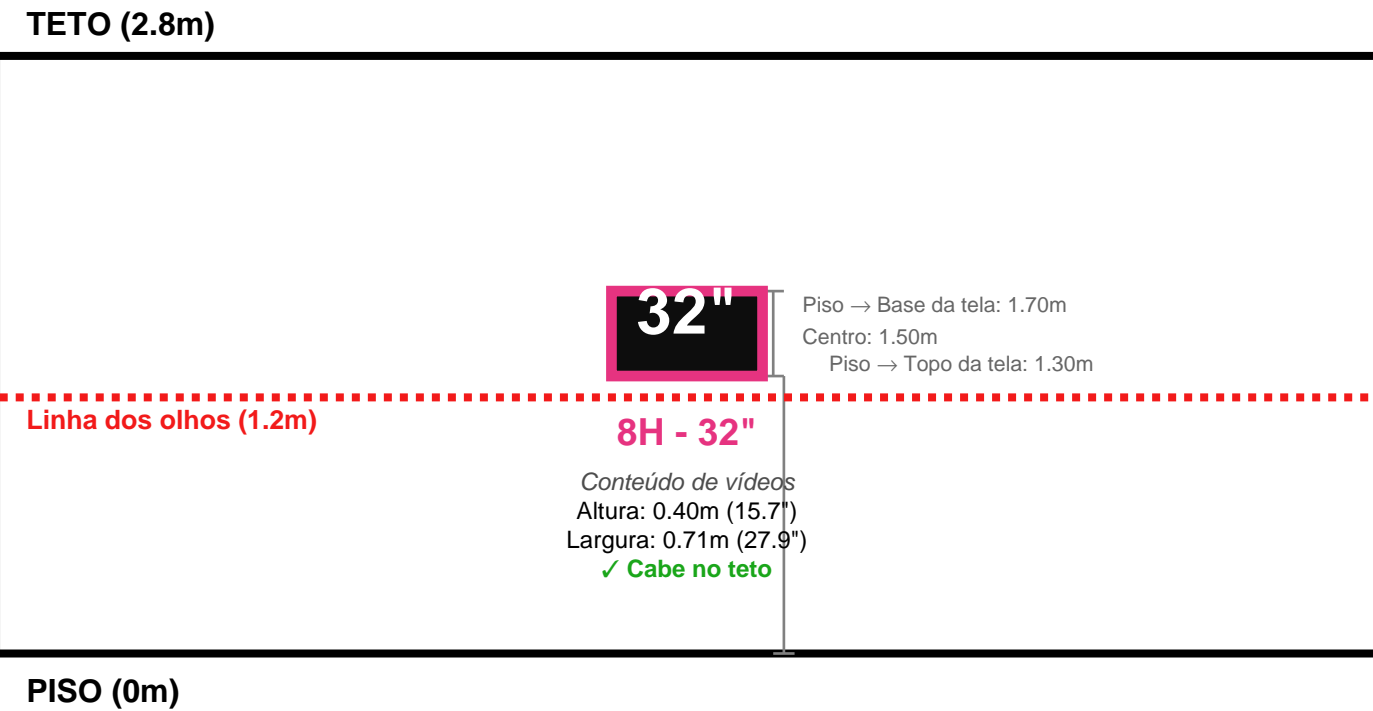 TETO (2.8m)
32"
Piso → Base da tela: 1.70m
Centro: 1.50m
Piso → Topo da tela: 1.30m
Linha dos olhos (1.2m)
8H - 32"
Conteúdo de vídeos
Altura: 0.40m (15.7")
Largura: 0.71m (27.9")
✓ Cabe no teto
PISO (0m)